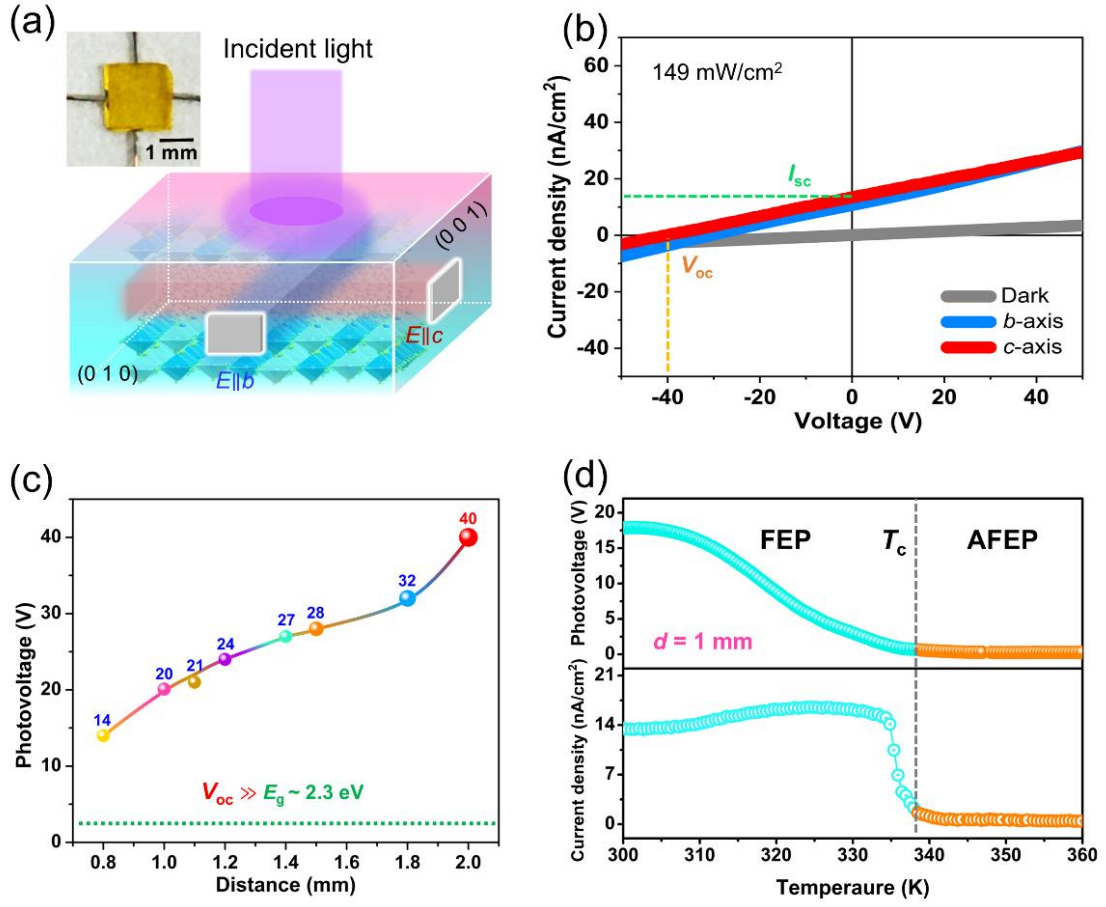 (a)
Incident light
1 mm
(0 0 1)
E∥c
(0 1 0)
E∥b
(b)
149 mW/cm²
Isc
Voc
Dark
b-axis
c-axis
Current density (nA/cm²)
60
40
20
0
-20
-40
-40
-20
0
20
40
Voltage (V)
(c)
Photovoltage (V)
40
30
20
10
0
14
20
21
24
27
28
32
40
Voc ≫ Eg ~ 2.3 eV
0.8
1.0
1.2
1.4
1.6
1.8
2.0
Distance (mm)
(d)
Photovoltage (V)
20
15
10
5
0
FEP
Tc
AFEP
d = 1 mm
Current density (nA/cm²)
21
14
7
0
300
310
320
330
340
350
360
Temperaure (K)